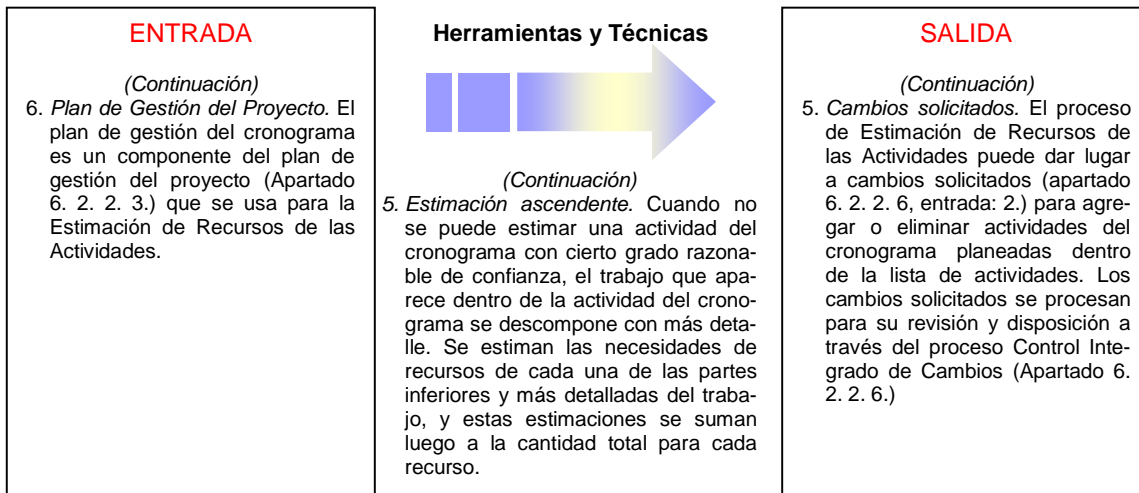 ENTRADA
(Continuación)
6. Plan de Gestión del Proyecto. El
plan de gestión del cronograma
es un componente del plan de
gestión del proyecto (Apartado
6. 2. 2. 3.) que se usa para la
Estimación de Recursos de las
Actividades.
Herramientas y Técnicas
(Continuación)
5. Estimación ascendente. Cuando no
se puede estimar una actividad del
cronograma con cierto grado razona-
ble de confianza, el trabajo que apa-
rece dentro de la actividad del crono-
grama se descompone con más deta-
lle. Se estiman las necesidades de
recursos de cada una de las partes
inferiores y más detalladas del traba-
jo, y estas estimaciones se suman
luego a la cantidad total para cada
recurso.
SALIDA
(Continuación)
5. Cambios solicitados. El proceso
de Estimación de Recursos de
las Actividades puede dar lugar
a cambios solicitados (apartado
6. 2. 2. 6, entrada: 2.) para agre-
gar o eliminar actividades del
cronograma planeadas dentro
de la lista de actividades. Los
cambios solicitados se procesan
para su revisión y disposición a
través del proceso Control Inte-
grado de Cambios (Apartado 6.
2. 2. 6.)